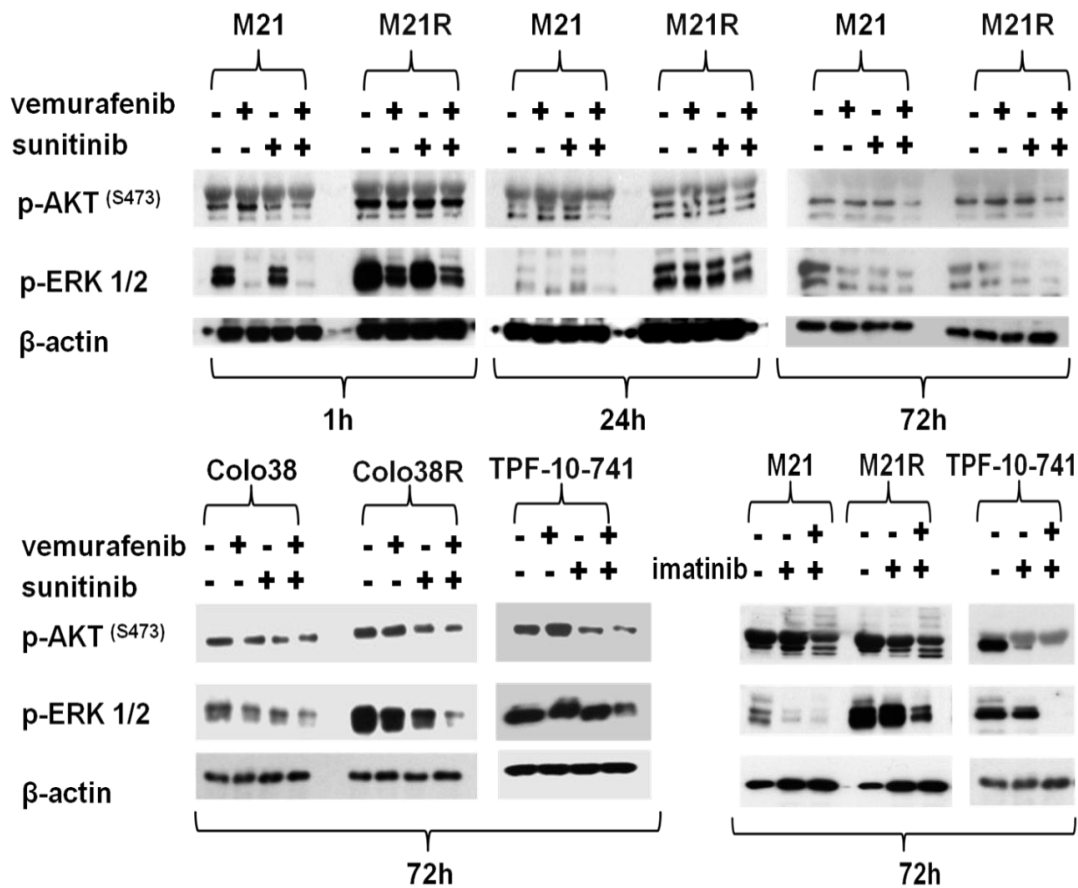 M21 M21R M21 M21R M21 M21R
vemurafenib - + - + - + - + - + - + - + - + - + - + - + - +
sunitinib - - + + - - + + - - + + - - + + - - + + - - + +
p-AKT (S473)
p-ERK 1/2
β-actin
1h 24h 72h
Colo38 Colo38R TPF-10-741 M21 M21R TPF-10-741
vemurafenib - + - + - + - + - + - + - - + - - + - - +
sunitinib - - + + - - + + - - + + imatinib - + + - + + - + +
p-AKT (S473)
p-ERK 1/2
β-actin
72h 72h